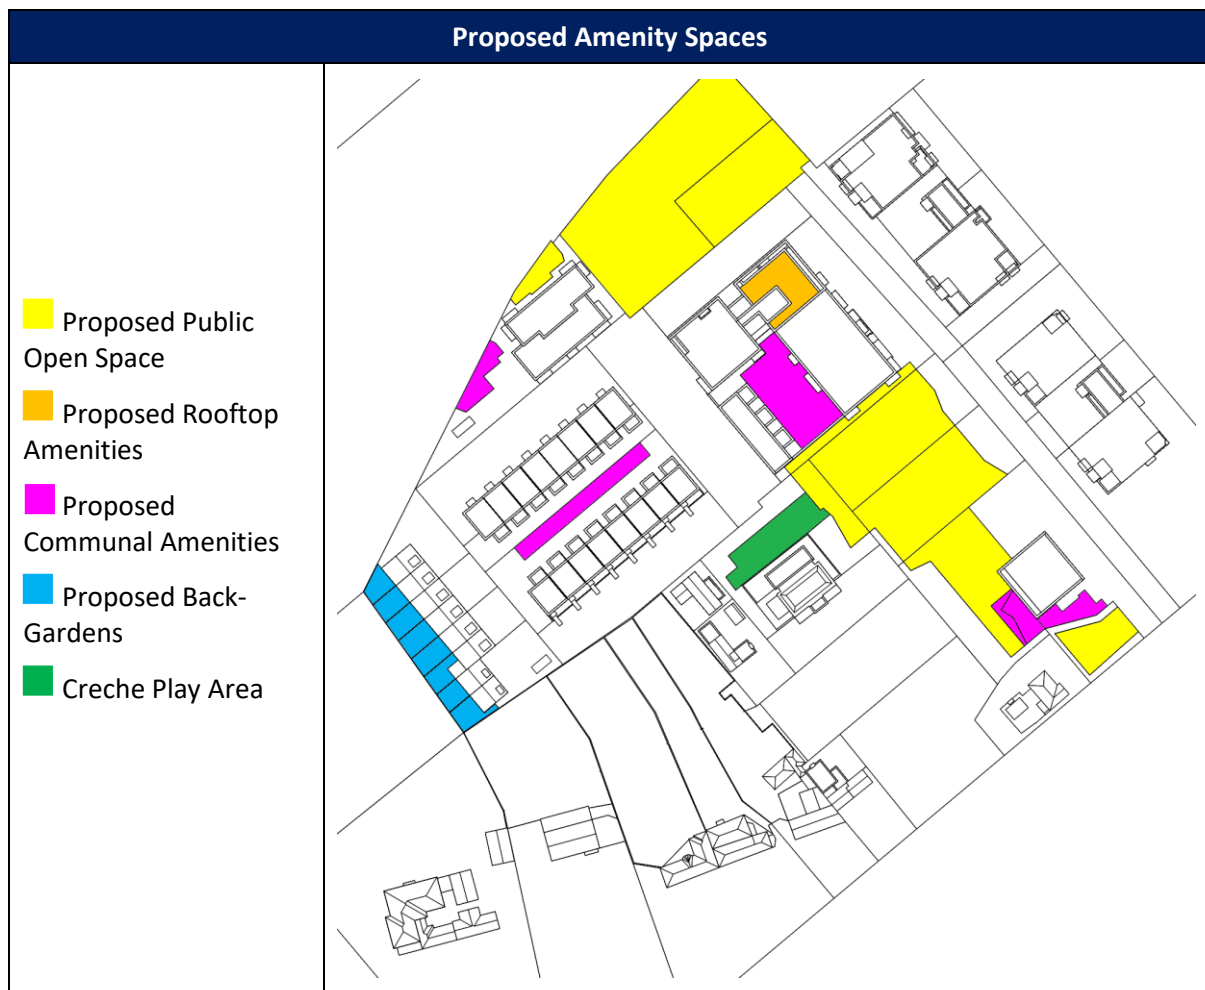 Proposed Amenity Spaces
Proposed Public
Open Space
Proposed Rooftop
Amenities
Proposed
Communal Amenities
Proposed Back-
Gardens
Creche Play Area